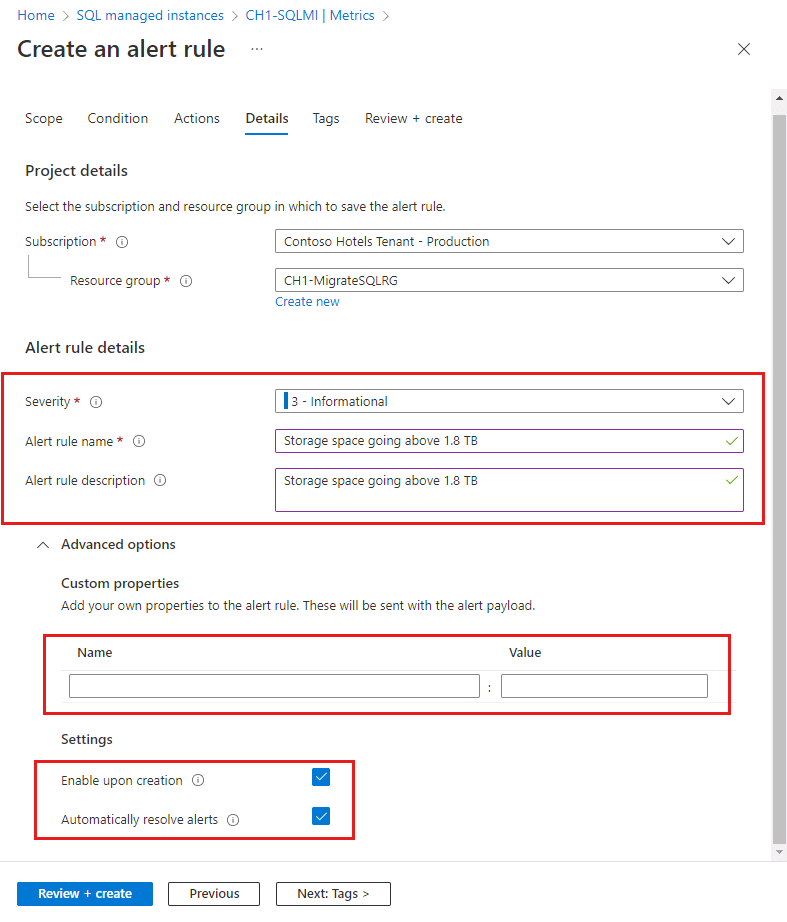 Home > SQL managed instances > CH1-SQLMI | Metrics >
Create an alert rule ...
Scope Condition Actions Details Tags Review + create
Project details
Select the subscription and resource group in which to save the alert rule.
Subscription * Contoso Hotels Tenant - Production
Resource group * CH1-MigrateSQLRG
Create new
Alert rule details
Severity * 3 - Informational
Alert rule name * Storage space going above 1.8 TB
Alert rule description Storage space going above 1.8 TB
Advanced options
Custom properties
Add your own properties to the alert rule. These will be sent with the alert payload.
Name Value
:
Settings
Enable upon creation
Automatically resolve alerts
Review + create Previous Next: Tags >